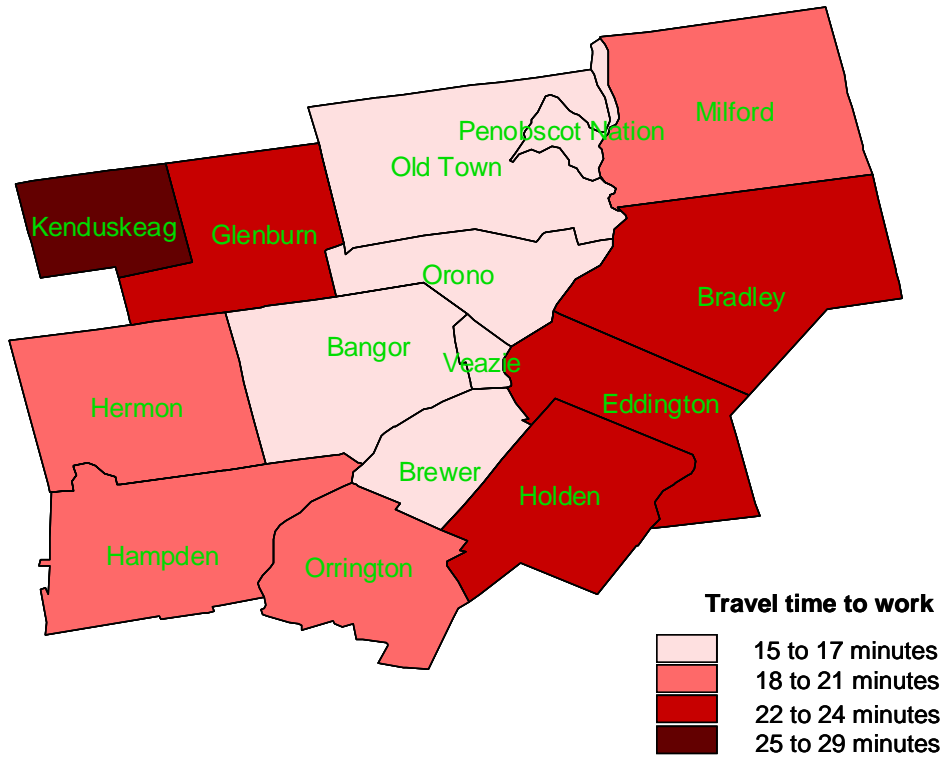 Milford
Penobscot Nation
Old Town
Kenduskeag
Glenburn
Orono
Bradley
Bangor
Veazie
Hermon
Eddington
Brewer
Holden
Hampden
Orrington
Travel time to work
15 to 17 minutes
18 to 21 minutes
22 to 24 minutes
25 to 29 minutes